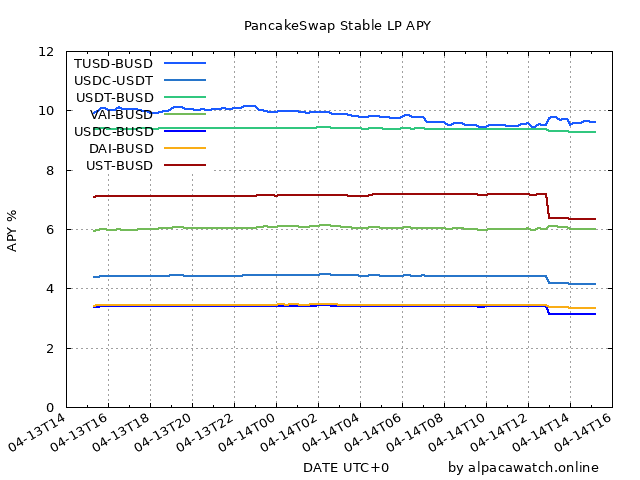 PancakeSwap Stable LP APY
12
10
8
6
4
2
0
APY %
TUSD-BUSD
USDC-USDT
USDT-BUSD
VAI-BUSD
USDC-BUSD
DAI-BUSD
UST-BUSD
04-13T14
04-13T16
04-13T18
04-13T20
04-13T22
04-14T00
04-14T02
04-14T04
04-14T06
04-14T08
04-14T10
04-14T12
04-14T14
04-14T16
DATE UTC+0
by alpacawatch.online